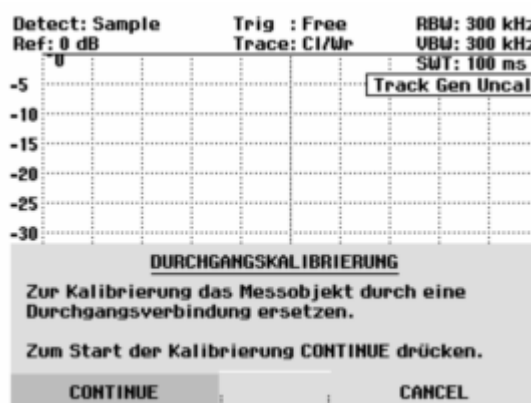 Detect: Sample Trig : Free RBW: 300 kHz
Ref: 0 dB Trace: Cl/Wr VBW: 300 kHz
SWT: 100 ms
Track Gen Uncal
-5
-10
-15
-20
-25
-30
DURCHGANGSKALIBRIERUNG
Zur Kalibrierung das Messobjekt durch eine
Durchgangsverbindung ersetzen.
Zum Start der Kalibrierung CONTINUE drücken.
CONTINUE CANCEL